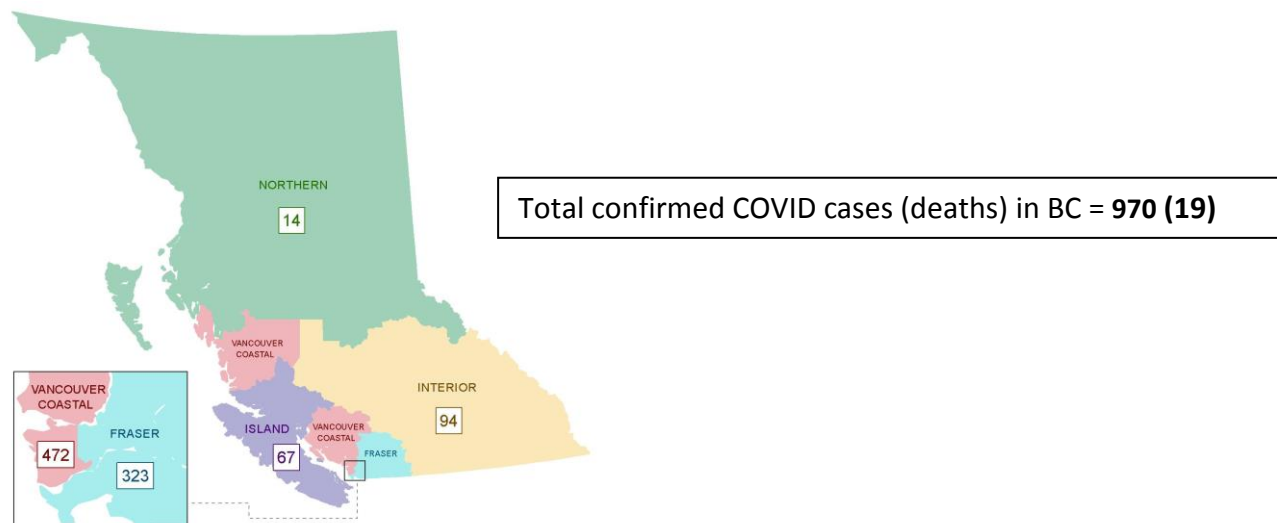 NORTHERN
14
Total confirmed COVID cases (deaths) in BC = 970 (19)
VANCOUVER
COASTAL
INTERIOR
94
ISLAND
67
VANCOUVER
COASTAL
FRASER
VANCOUVER
COASTAL
472
FRASER
323